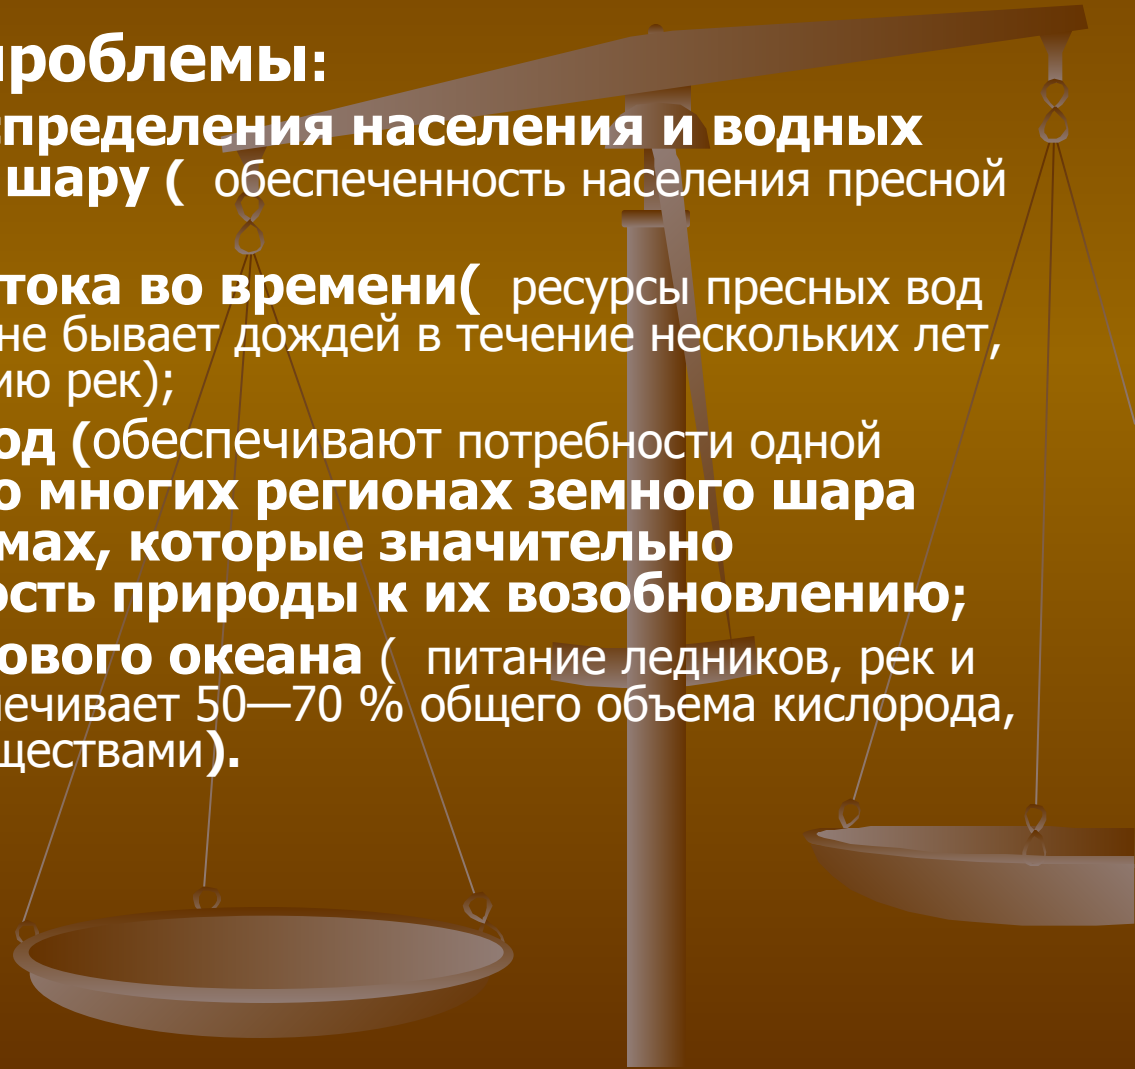 проблемы:
спределения населения и водных
шару ( обеспеченность населения пресной
тока во времени( ресурсы пресных вод
не бывает дождей в течение нескольких лет,
ию рек);
од (обеспечивают потребности одной
о многих регионах земного шара
мах, которые значительно
ость природы к их возобновлению;
ового океана ( питание ледников, рек и
ечивает 50—70 % общего объема кислорода,
ществами).